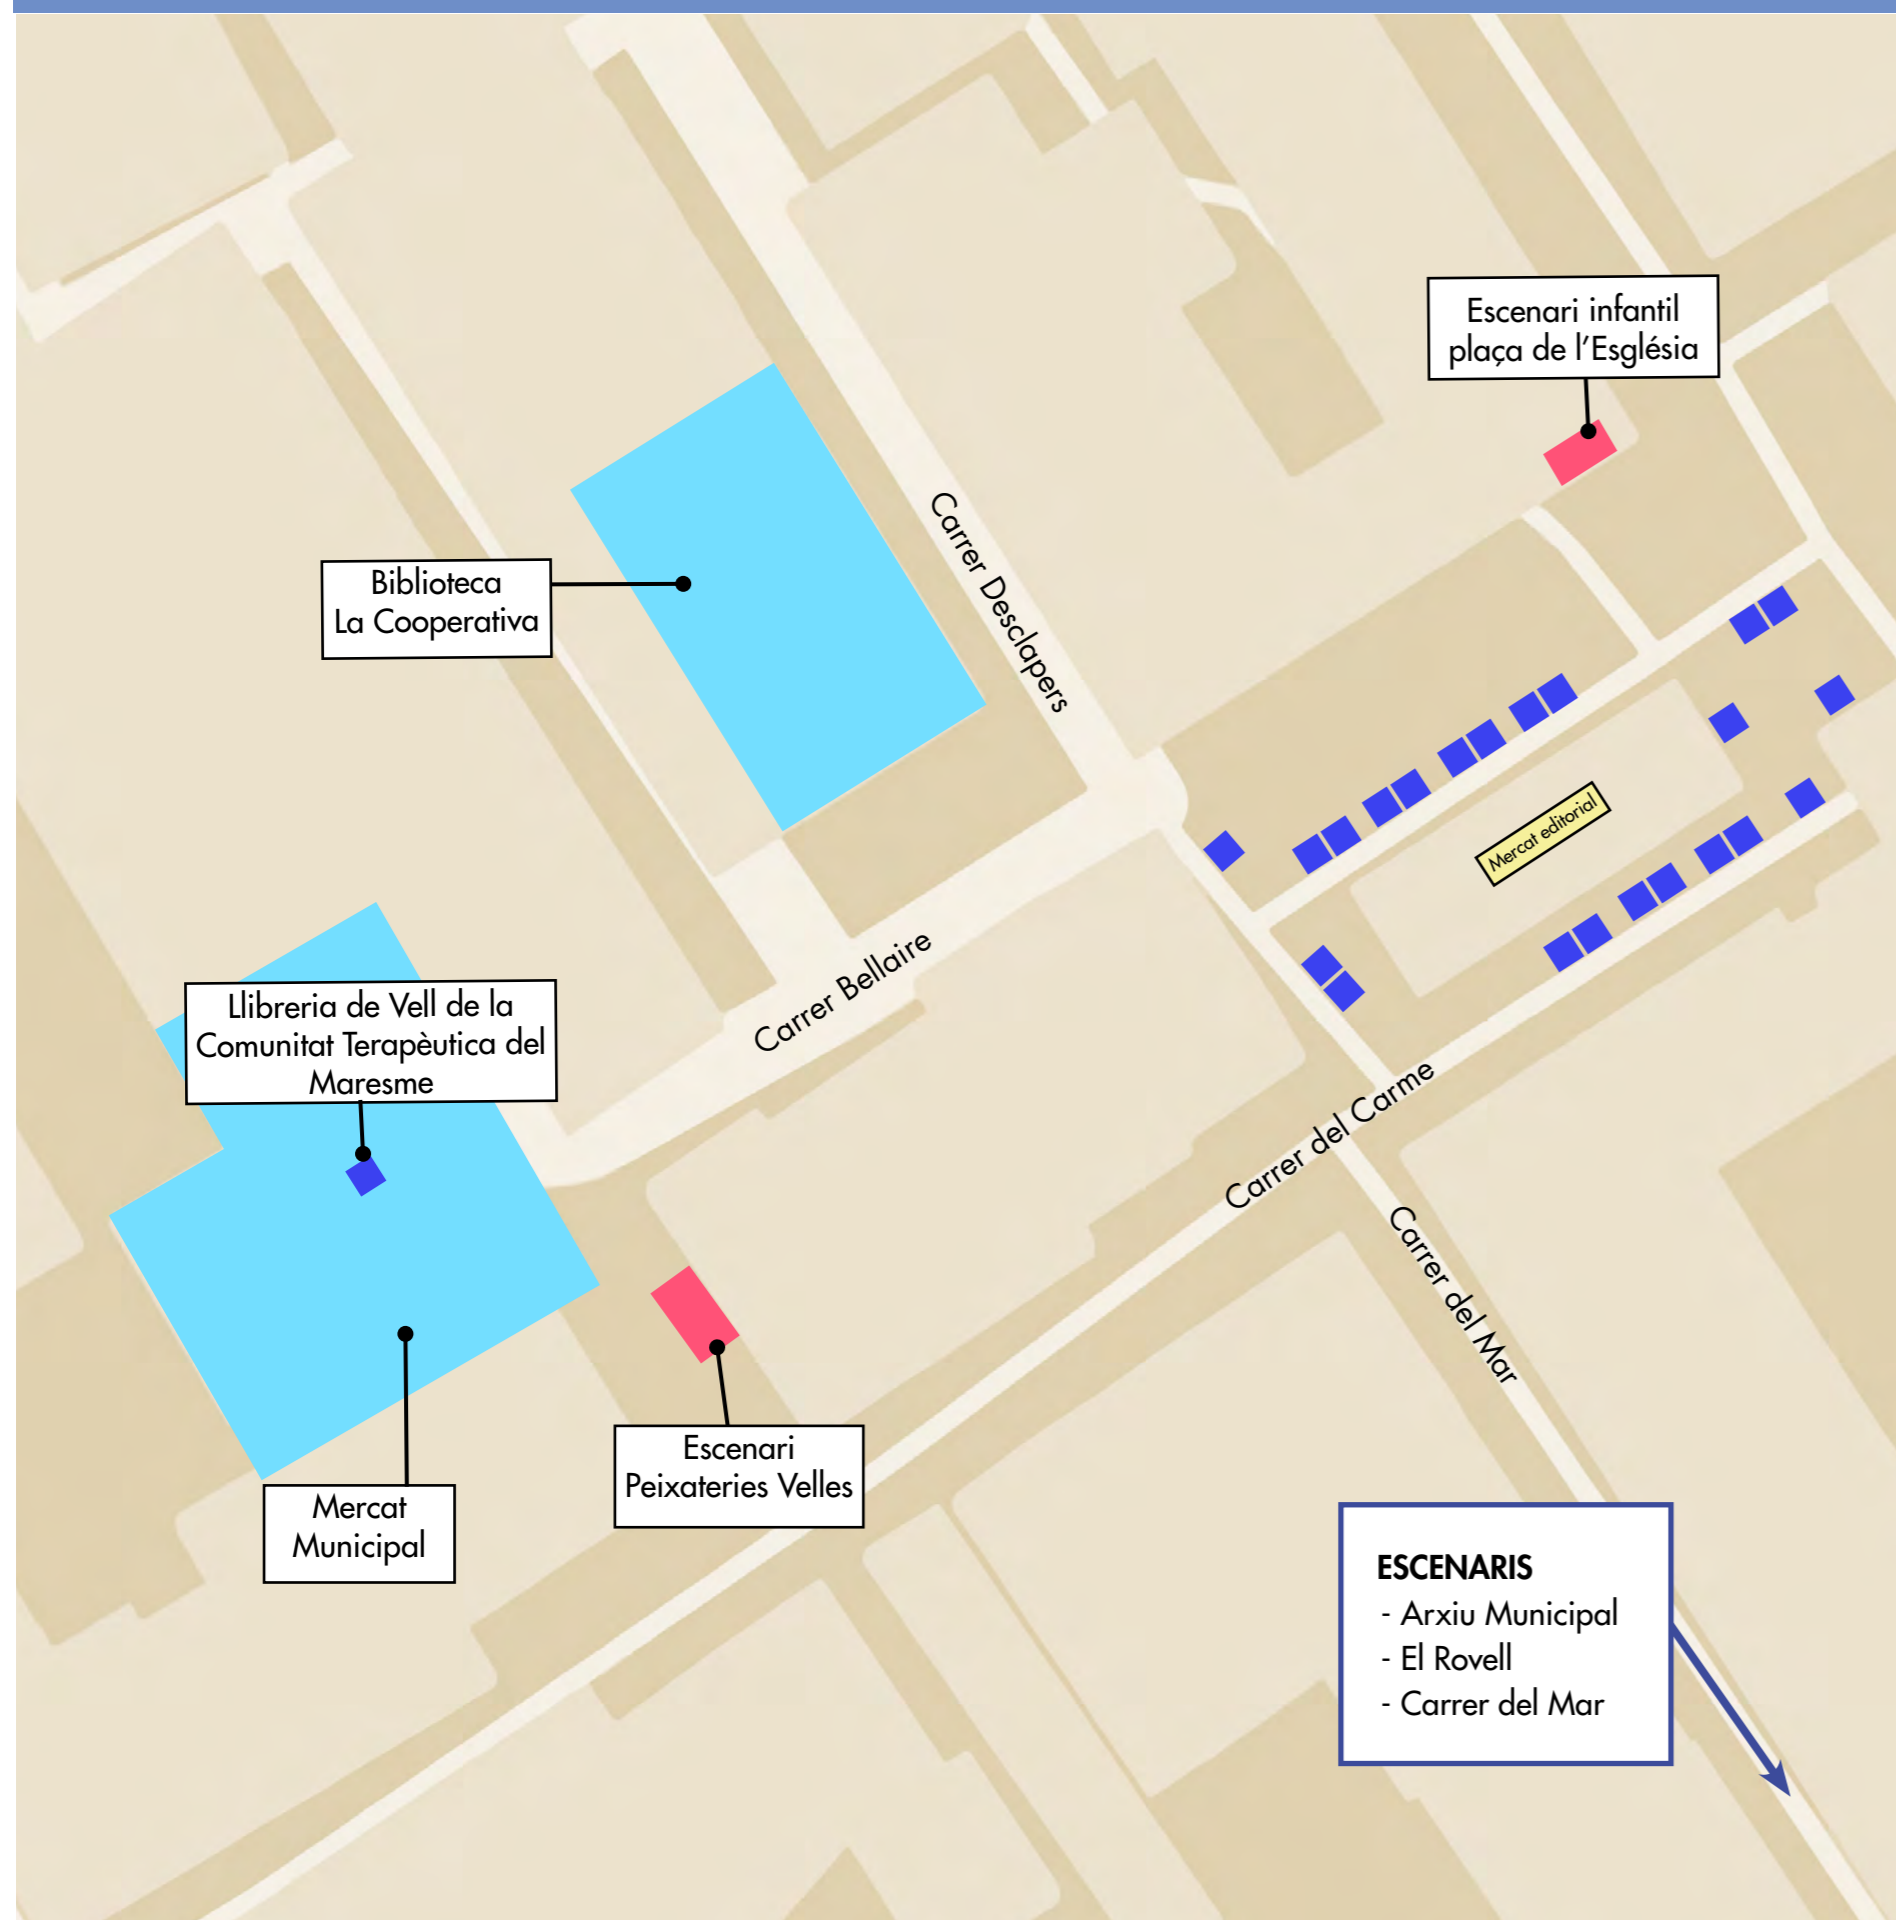 Escenari infantil
plaça de l'Església
Carrer Desclapers
Biblioteca
La Cooperativa
Mercat editorial
Carrer Bellaire
Llibreria de Vell de la
Comunitat Terapèutica del
Maresme
Carrer del Carme
Carrer del Mar
Escenari
Peixateries Velles
Mercat
Municipal
ESCENARIS
- Arxiu Municipal
- El Rovell
- Carrer del Mar